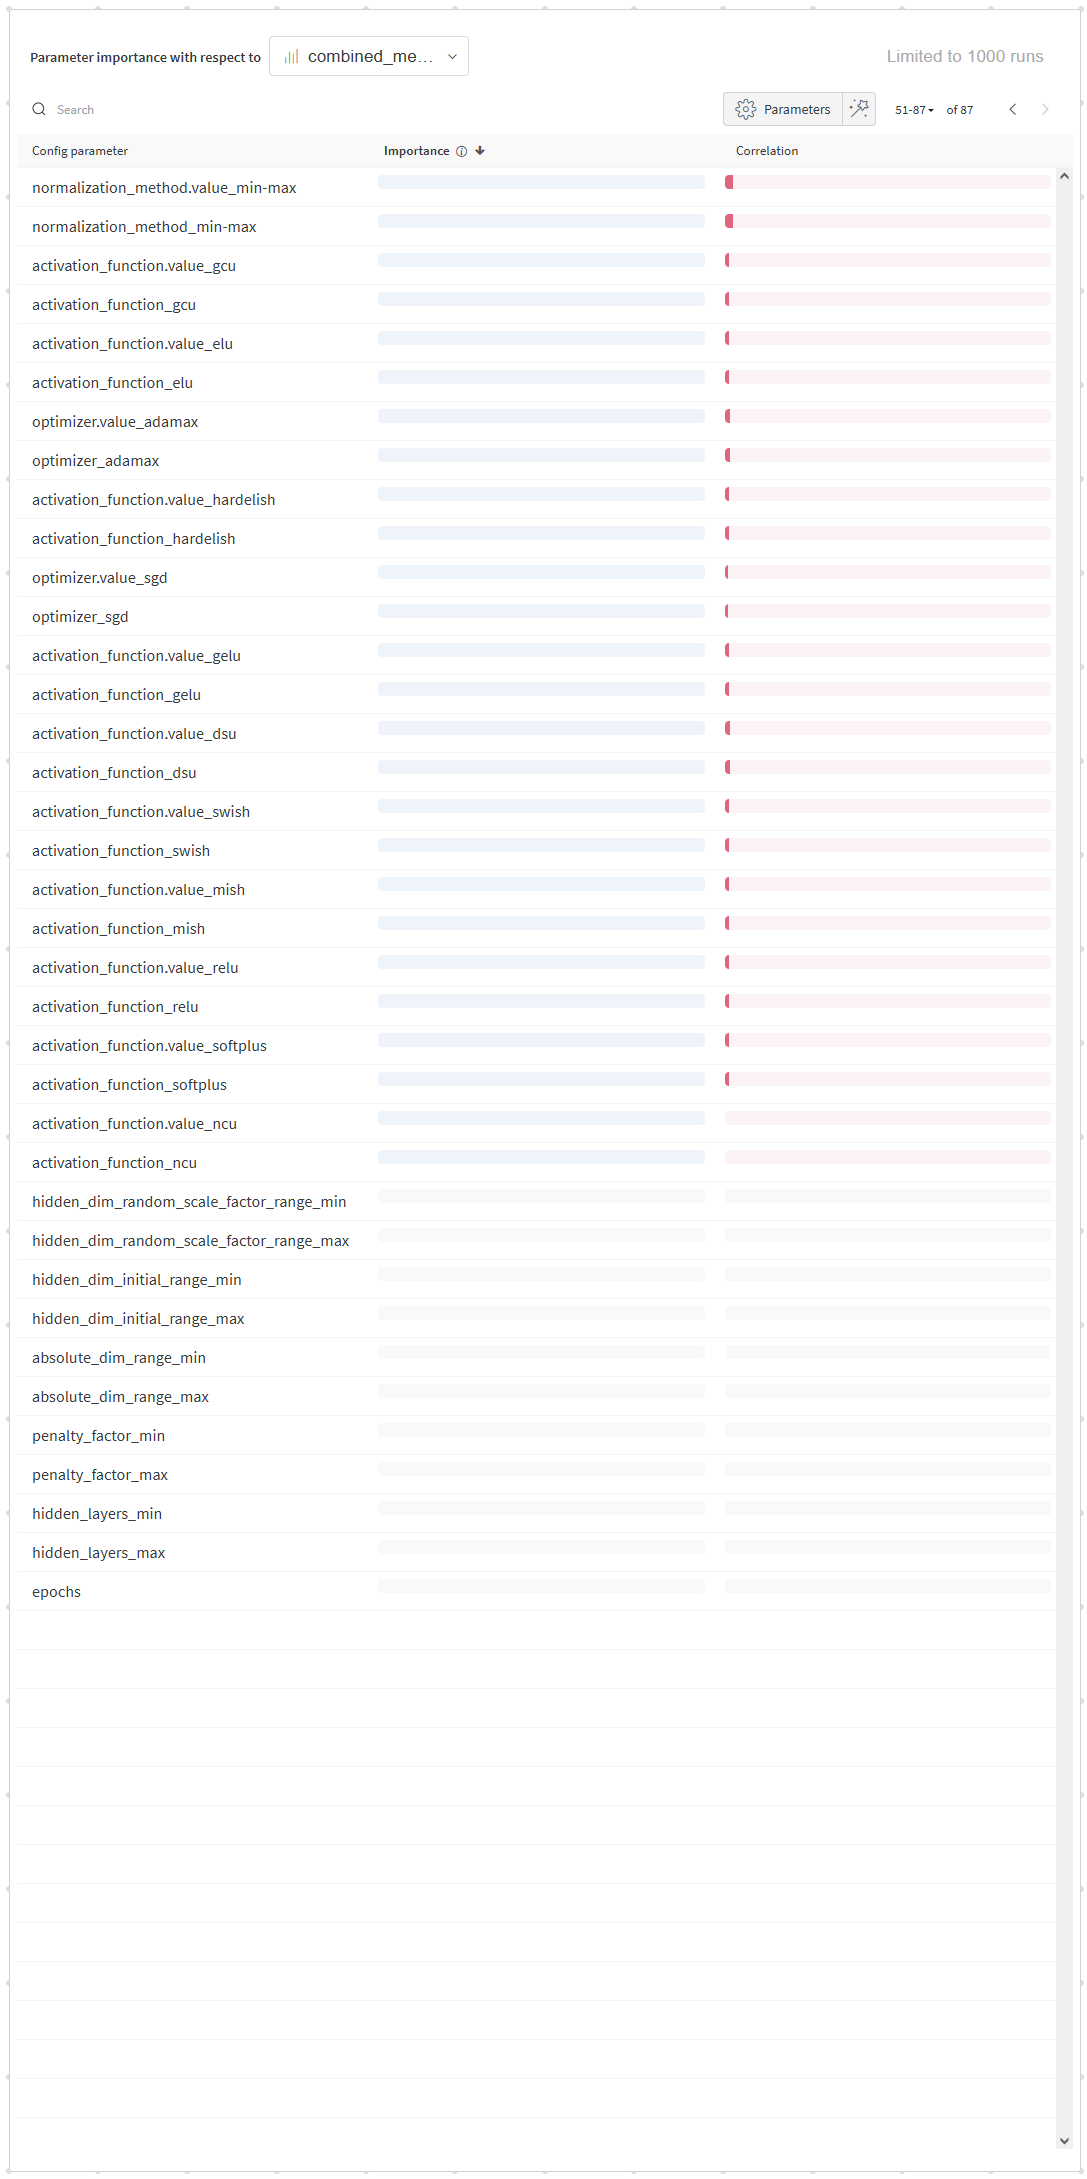 Parameter importance with respect to combined_me... Limited to 1000 runs
Search Parameters 51-87 of 87
Config parameter Importance Correlation
normalization_method.value_min-max
normalization_method_min-max
activation_function.value_gcu
activation_function_gcu
activation_function.value_elu
activation_function_elu
optimizer.value_adamax
optimizer_adamax
activation_function.value_hardelish
activation_function_hardelish
optimizer.value_sgd
optimizer_sgd
activation_function.value_gelu
activation_function_gelu
activation_function.value_dsu
activation_function_dsu
activation_function.value_swish
activation_function_swish
activation_function.value_mish
activation_function_mish
activation_function.value_relu
activation_function_relu
activation_function.value_softplus
activation_function_softplus
activation_function.value_ncu
activation_function_ncu
hidden_dim_random_scale_factor_range_min
hidden_dim_random_scale_factor_range_max
hidden_dim_initial_range_min
hidden_dim_initial_range_max
absolute_dim_range_min
absolute_dim_range_max
penalty_factor_min
penalty_factor_max
hidden_layers_min
hidden_layers_max
epochs